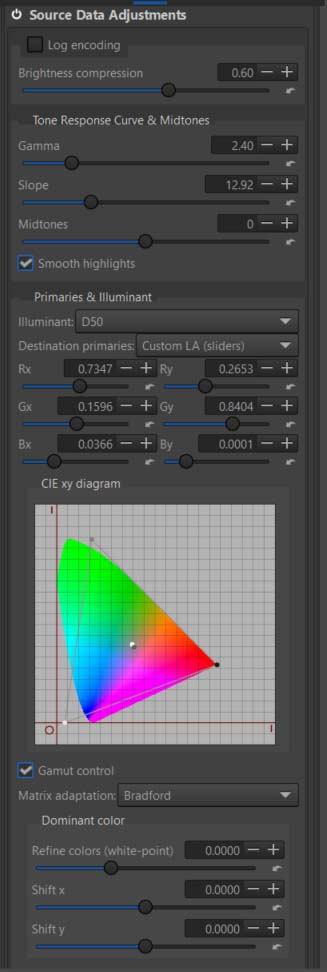 Source Data Adjustments
Log encoding
Brightness compression 0.60
Tone Response Curve & Midtones
Gamma 2.40
Slope 12.92
Midtones 0
Smooth highlights
Primaries & Illuminant
Illuminant: D50
Destination primaries: Custom LA (sliders)
Rx 0.7347 Ry 0.2653
Gx 0.1596 Gy 0.8404
Bx 0.0366 By 0.0001
CIE xy diagram
I
O I
Gamut control
Matrix adaptation: Bradford
Dominant color
Refine colors (white-point) 0.0000
Shift x 0.0000
Shift y 0.0000